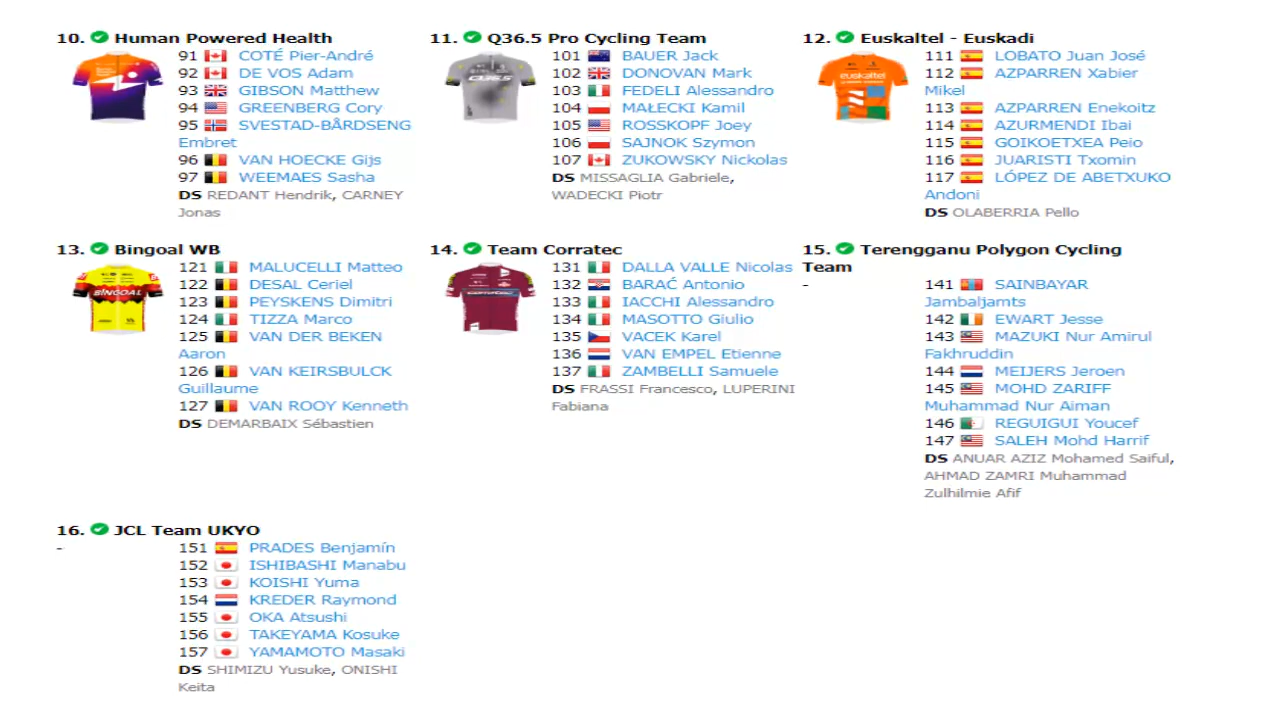 10. Human Powered Health
91 COTÉ Pier-André
92 DE VOS Adam
93 GIBSON Matthew
94 GREENBERG Cory
95 SVESTAD-BÅRDSENG
Embret
96 VAN HOECKE Gijs
97 WEEMAES Sasha
DS REDANT Hendrik, CARNEY
Jonas
11. Q36.5 Pro Cycling Team
Q36.5
101 BAUER Jack
102 DONOVAN Mark
103 FEDELI Alessandro
104 MAŁECKI Kamil
105 ROSSKOPF Joey
106 SAJNOK Szymon
107 ZUKOWSKY Nickolas
DS MISSAGLIA Gabriele,
WADECKI Piotr
12. Euskaltel - Euskadi
euskaltel
111 LOBATO Juan José
112 AZPARREN Xabier
Mikel
113 AZPARREN Enekoitz
114 AZURMENDI Ibai
115 GOIKOETXEA Peio
116 JUARISTI Txomin
117 LÓPEZ DE ABETXUKO
Andoni
DS OLABERRIA Pello
13. Bingoal WB
BINGOAL
121 MALUCELLI Matteo
122 DESAL Ceriel
123 PEYSKENS Dimitri
124 TIZZA Marco
125 VAN DER BEKEN
Aaron
126 VAN KEIRSBULCK
Guillaume
127 VAN ROOY Kenneth
DS DEMARBAIX Sébastien
14. Team Corratec
131 DALLA VALLE Nicolas
132 BARAĆ Antonio
133 IACCHI Alessandro
134 MASOTTO Giulio
135 VACEK Karel
136 VAN EMPEL Etienne
137 ZAMBELLI Samuele
DS FRASSI Francesco, LUPERINI
Fabiana
15. Terengganu Polygon Cycling
Team
-
141 SAINBAYAR
Jambaljamts
142 EWART Jesse
143 MAZUKI Nur Amirul
Fakhruddin
144 MEIJERS Jeroen
145 MOHD ZARIFF
Muhammad Nur Aiman
146 REGUIGUI Youcef
147 SALEH Mohd Harrif
DS ANUAR AZIZ Mohamed Saiful,
AHMAD ZAMRI Muhammad
Zulhilmie Afif
16. JCL Team UKYO
-
151 PRADES Benjamín
152 ISHIBASHI Manabu
153 KOISHI Yuma
154 KREDER Raymond
155 OKA Atsushi
156 TAKEYAMA Kosuke
157 YAMAMOTO Masaki
DS SHIMIZU Yusuke, ONISHI
Keita